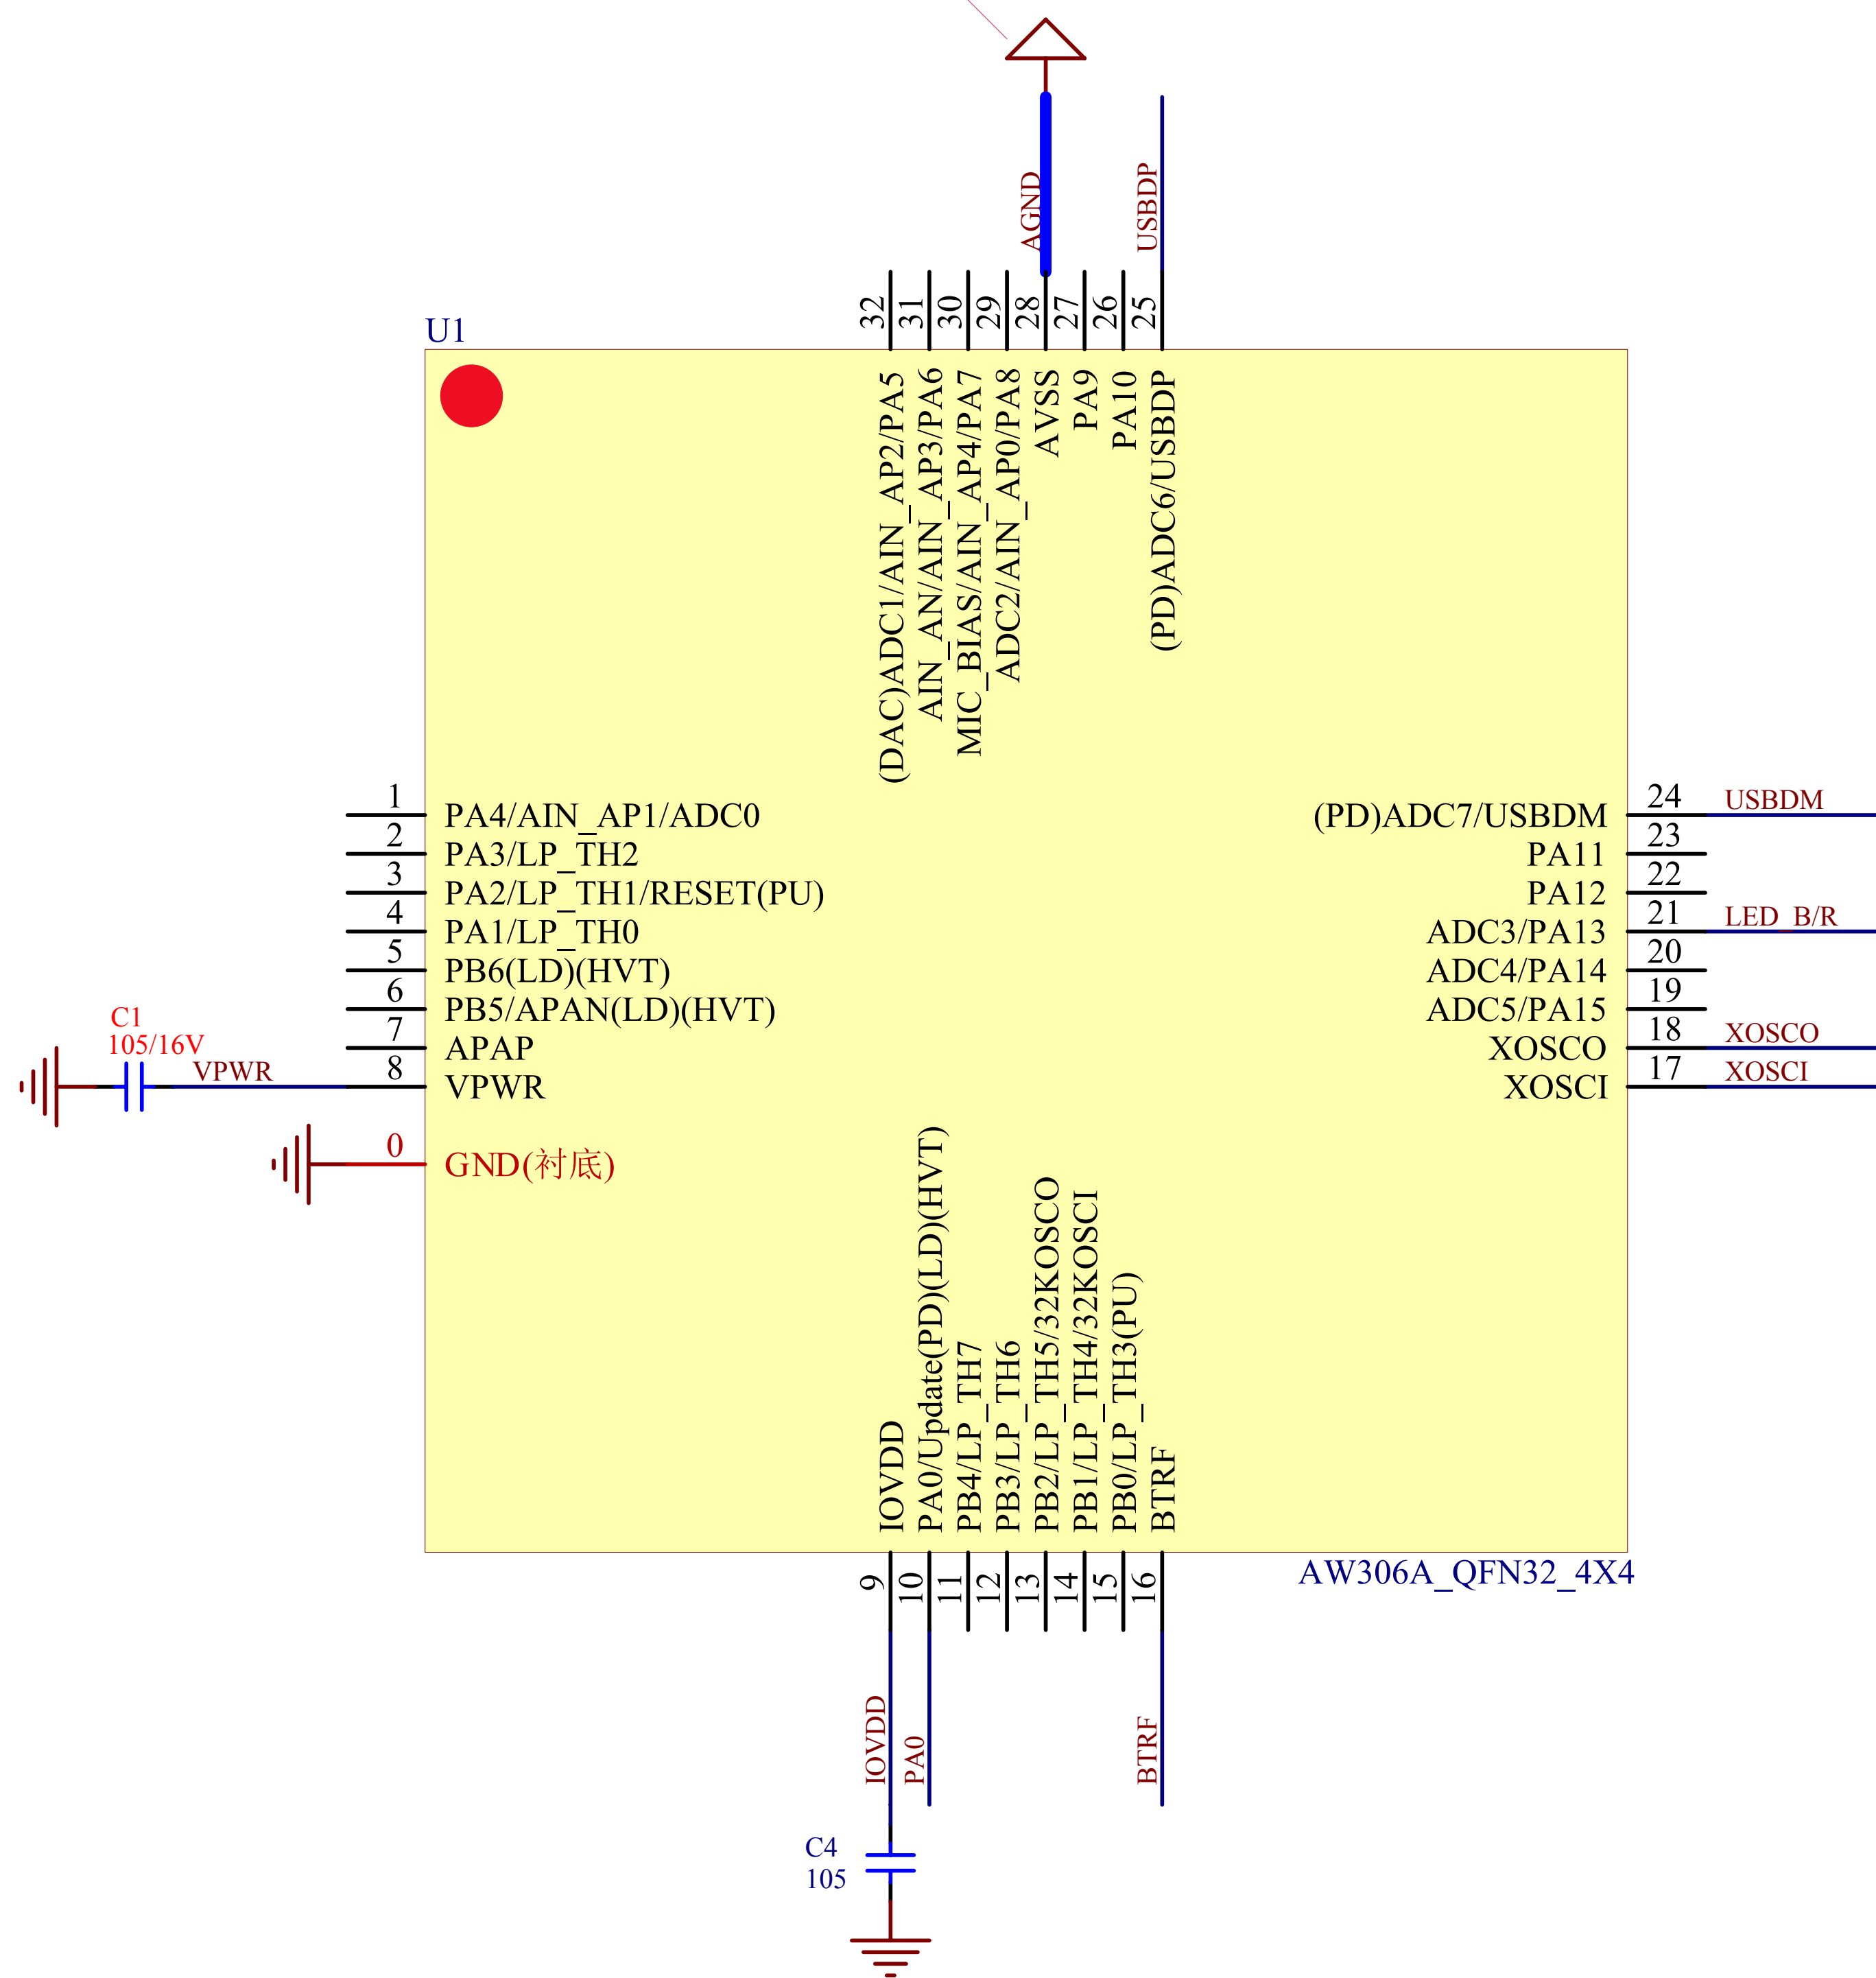 AGND
USBDP
32
31
30
29
28
27
26
25
U1
(DAC)ADC1/AIN_AP2/PA5
AIN_AN/AIN_AP3/PA6
MIC_BIAS/AIN_AP4/PA7
ADC2/AIN_AP0/PA8
AVSS
PA9
PA10
(PD)ADC6/USBDP
1 PA4/AIN_AP1/ADC0
2 PA3/LP_TH2
3 PA2/LP_TH1/RESET(PU)
4 PA1/LP_TH0
5 PB6(LD)(HVT)
6 PB5/APAN(LD)(HVT)
7 APAP
8 VPWR
C1
105/16V
VPWR
0 GND(衬底)
(PD)ADC7/USBDM 24 USBDM
PA11 23
PA12 22
ADC3/PA13 21 LED_B/R
ADC4/PA14 20
ADC5/PA15 19
XOSCO 18 XOSCO
XOSCI 17 XOSCI
IOVDD
PA0/Update(PD)(LD)(HVT)
PB4/LP_TH7
PB3/LP_TH6
PB2/LP_TH5/32KOSCO
PB1/LP_TH4/32KOSCI
PB0/LP_TH3(PU)
BTRF
AW306A_QFN32_4X4
9
10
11
12
13
14
15
16
IOVDD
PA0
BTRF
C4
105